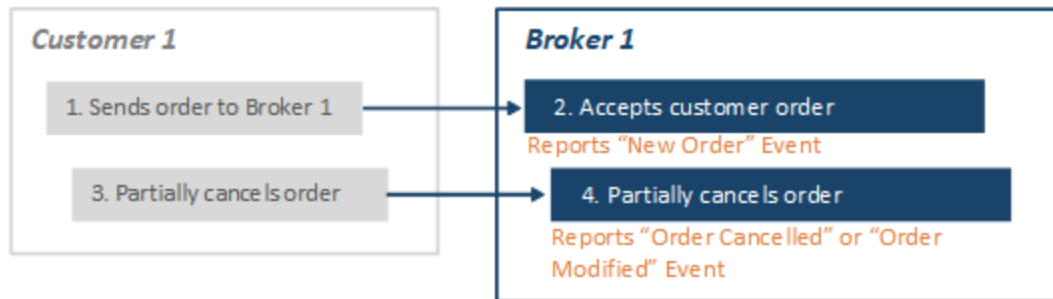 Customer 1
Broker 1
1. Sends order to Broker 1
2. Accepts customer order
Reports “New Order” Event
3. Partially cancels order
4. Partially cancels order
Reports “Order Cancelled” or “Order
Modified” Event